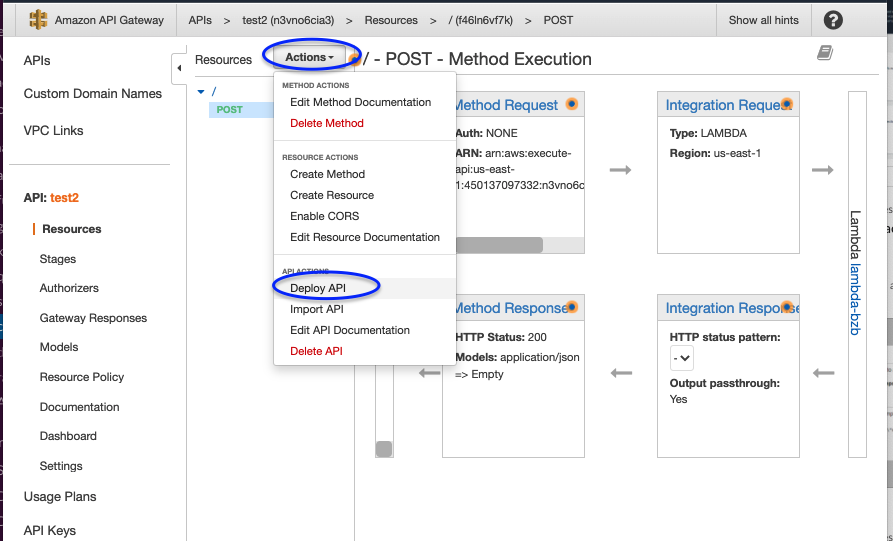 Amazon API Gateway
APIs > test2 (n3vno6cia3) > Resources > / (f46ln6vf7k) > POST
Show all hints
?
APIs
Custom Domain Names
VPC Links
API: test2
Resources
Stages
Authorizers
Gateway Responses
Models
Resource Policy
Documentation
Dashboard
Settings
Usage Plans
API Keys
Resources
Actions
/
POST
METHOD ACTIONS
Edit Method Documentation
Delete Method
RESOURCE ACTIONS
Create Method
Create Resource
Enable CORS
Edit Resource Documentation
API ACTIONS
Deploy API
Import API
Edit API Documentation
Delete API
/ - POST - Method Execution
Method Request
Auth: NONE
ARN: arn:aws:execute-
api:us-east-
1:450137097332:n3vno6c
Integration Request
Type: LAMBDA
Region: us-east-1
Lambda lambda-bzb
Method Response
HTTP Status: 200
Models: application/json
=> Empty
Integration Response
HTTP status pattern:
-
Output passthrough:
Yes